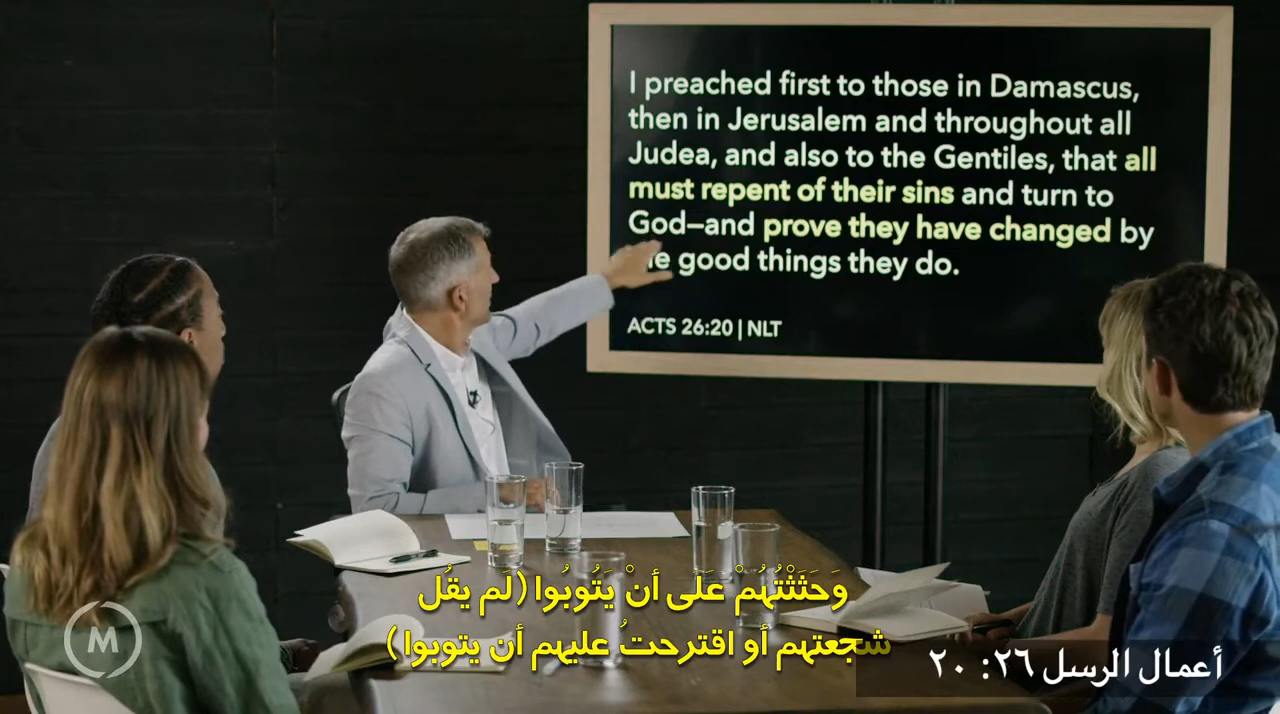 I preached first to those in Damascus,
then in Jerusalem and throughout all
Judea, and also to the Gentiles, that all
must repent of their sins and turn to
God—and prove they have changed by
good things they do.
ACTS 26:20 | NLT
وَحَثَثْتُهُمْ عَلَى أنْ يَتُوبُوا (لَم يقُل
شجعتهم أو اقترحتُ عليهم أن يتوبوا)
M
أعمال الرسل ٢٦: ٢٠